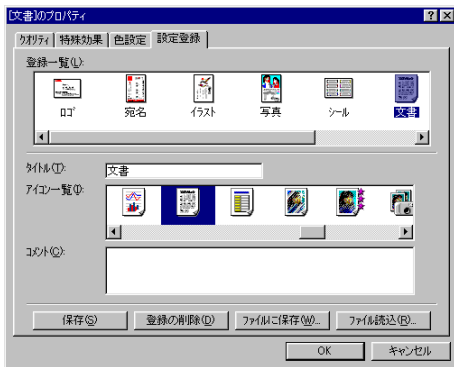 [文書]のプロパティ
クオリティ 特殊効果 色設定 設定登録
登録一覧(L):
ロゴ 宛名 イラスト 写真 シール 文書
タイトル(T): 文書
アイコン一覧(I):
コメント(C):
保存(S) 登録の削除(D) ファイルに保存(W)... ファイル読込(R)...
OK キャンセル